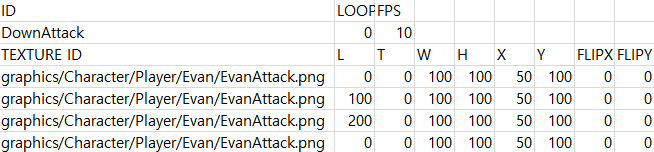 ID LOOP FPS
DownAttack 0 10
TEXTURE ID L T W H X Y FLIPX FLIPY
graphics/Character/Player/Evan/EvanAttack.png 0 0 100 100 50 100 0 0
graphics/Character/Player/Evan/EvanAttack.png 100 0 100 100 50 100 0 0
graphics/Character/Player/Evan/EvanAttack.png 200 0 100 100 50 100 0 0
graphics/Character/Player/Evan/EvanAttack.png 0 0 100 100 50 100 0 0